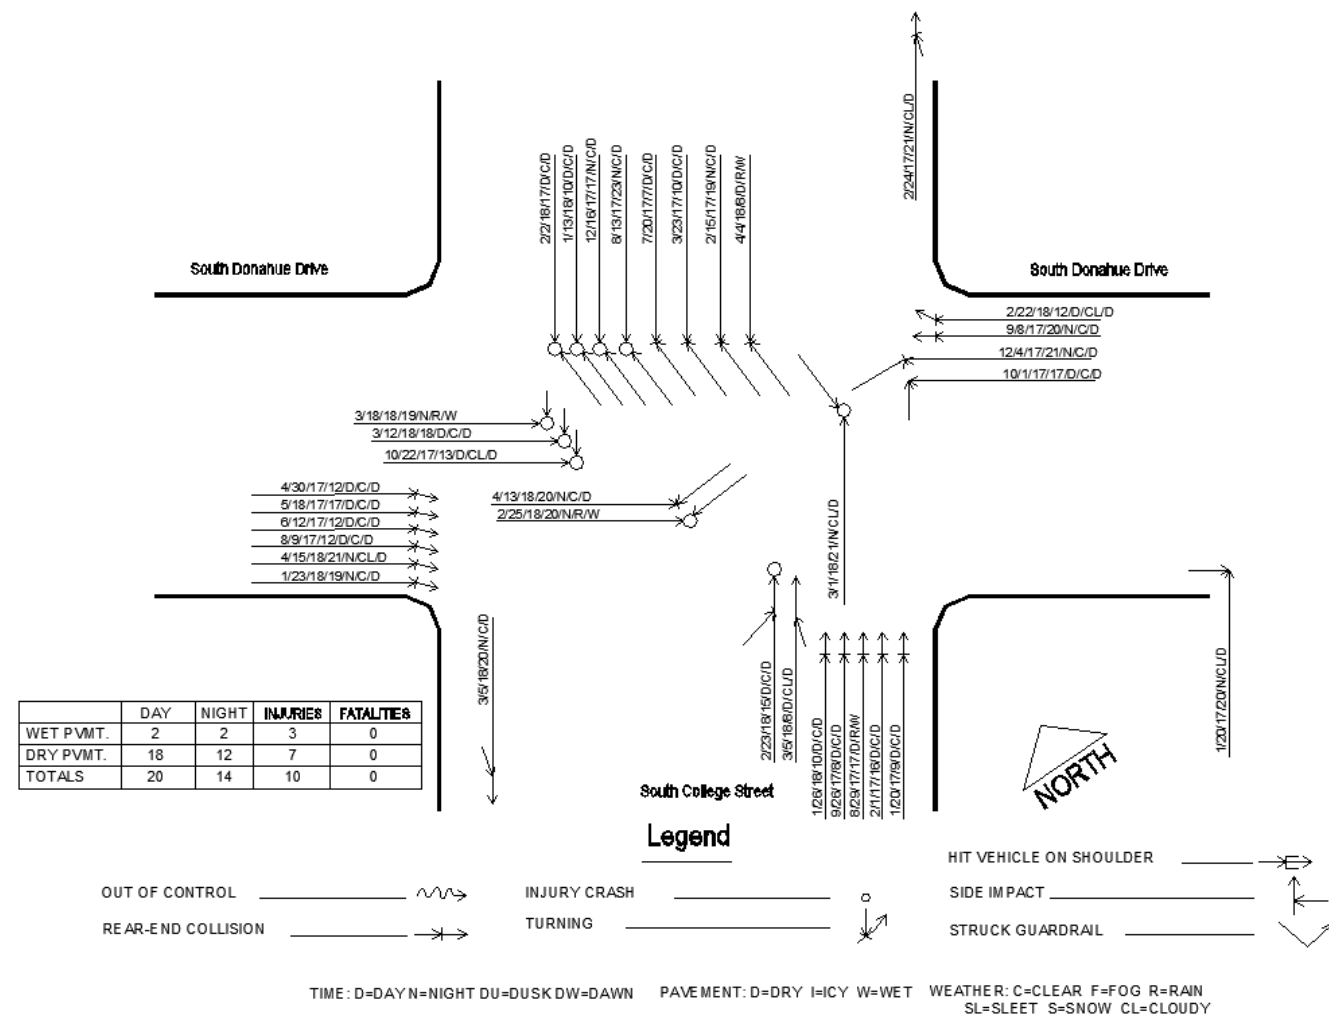 2/24/17/21/N/CL/D
2/2/18/17/D/C/D
1/13/18/10/D/C/D
12/16/17/17/N/C/D
8/13/17/23/N/C/D
7/20/17/7/D/C/D
3/23/17/10/D/C/D
2/15/17/19/N/C/D
4/4/18/8/D/R/W
South Donahue Drive
South Donahue Drive
2/22/18/12/D/CL/D
9/8/17/20/N/C/D
12/4/17/21/N/C/D
10/1/17/17/D/C/D
3/18/18/19/N/R/W
3/12/18/18/D/C/D
10/22/17/13/D/CL/D
4/30/17/12/D/C/D
5/18/17/17/D/C/D
6/12/17/12/D/C/D
8/9/17/12/D/C/D
4/15/18/21/N/CL/D
1/23/18/19/N/C/D
4/13/18/20/N/C/D
2/25/18/20/N/R/W
3/1/18/21/N/CL/D
3/5/18/20/N/C/D
2/23/18/15/D/C/D
3/5/18/8/D/CL/D
1/26/18/10/D/C/D
9/26/17/8/D/C/D
8/29/17/17/D/R/W
2/1/17/16/D/C/D
1/20/17/9/D/C/D
1/20/17/20/N/CL/D
DAY NIGHT INJURIES FATALITIES
WET PVMT. 2 2 3 0
DRY PVMT. 18 12 7 0
TOTALS 20 14 10 0
NORTH
South College Street
Legend
OUT OF CONTROL
INJURY CRASH
HIT VEHICLE ON SHOULDER
REAR-END COLLISION
TURNING
SIDE IMPACT
STRUCK GUARDRAIL
TIME: D=DAY N=NIGHT DU=DUSK DW=DAWN PAVEMENT: D=DRY I=ICY W=WET WEATHER: C=CLEAR F=FOG R=RAIN
SL=SLEET S=SNOW CL=CLOUDY